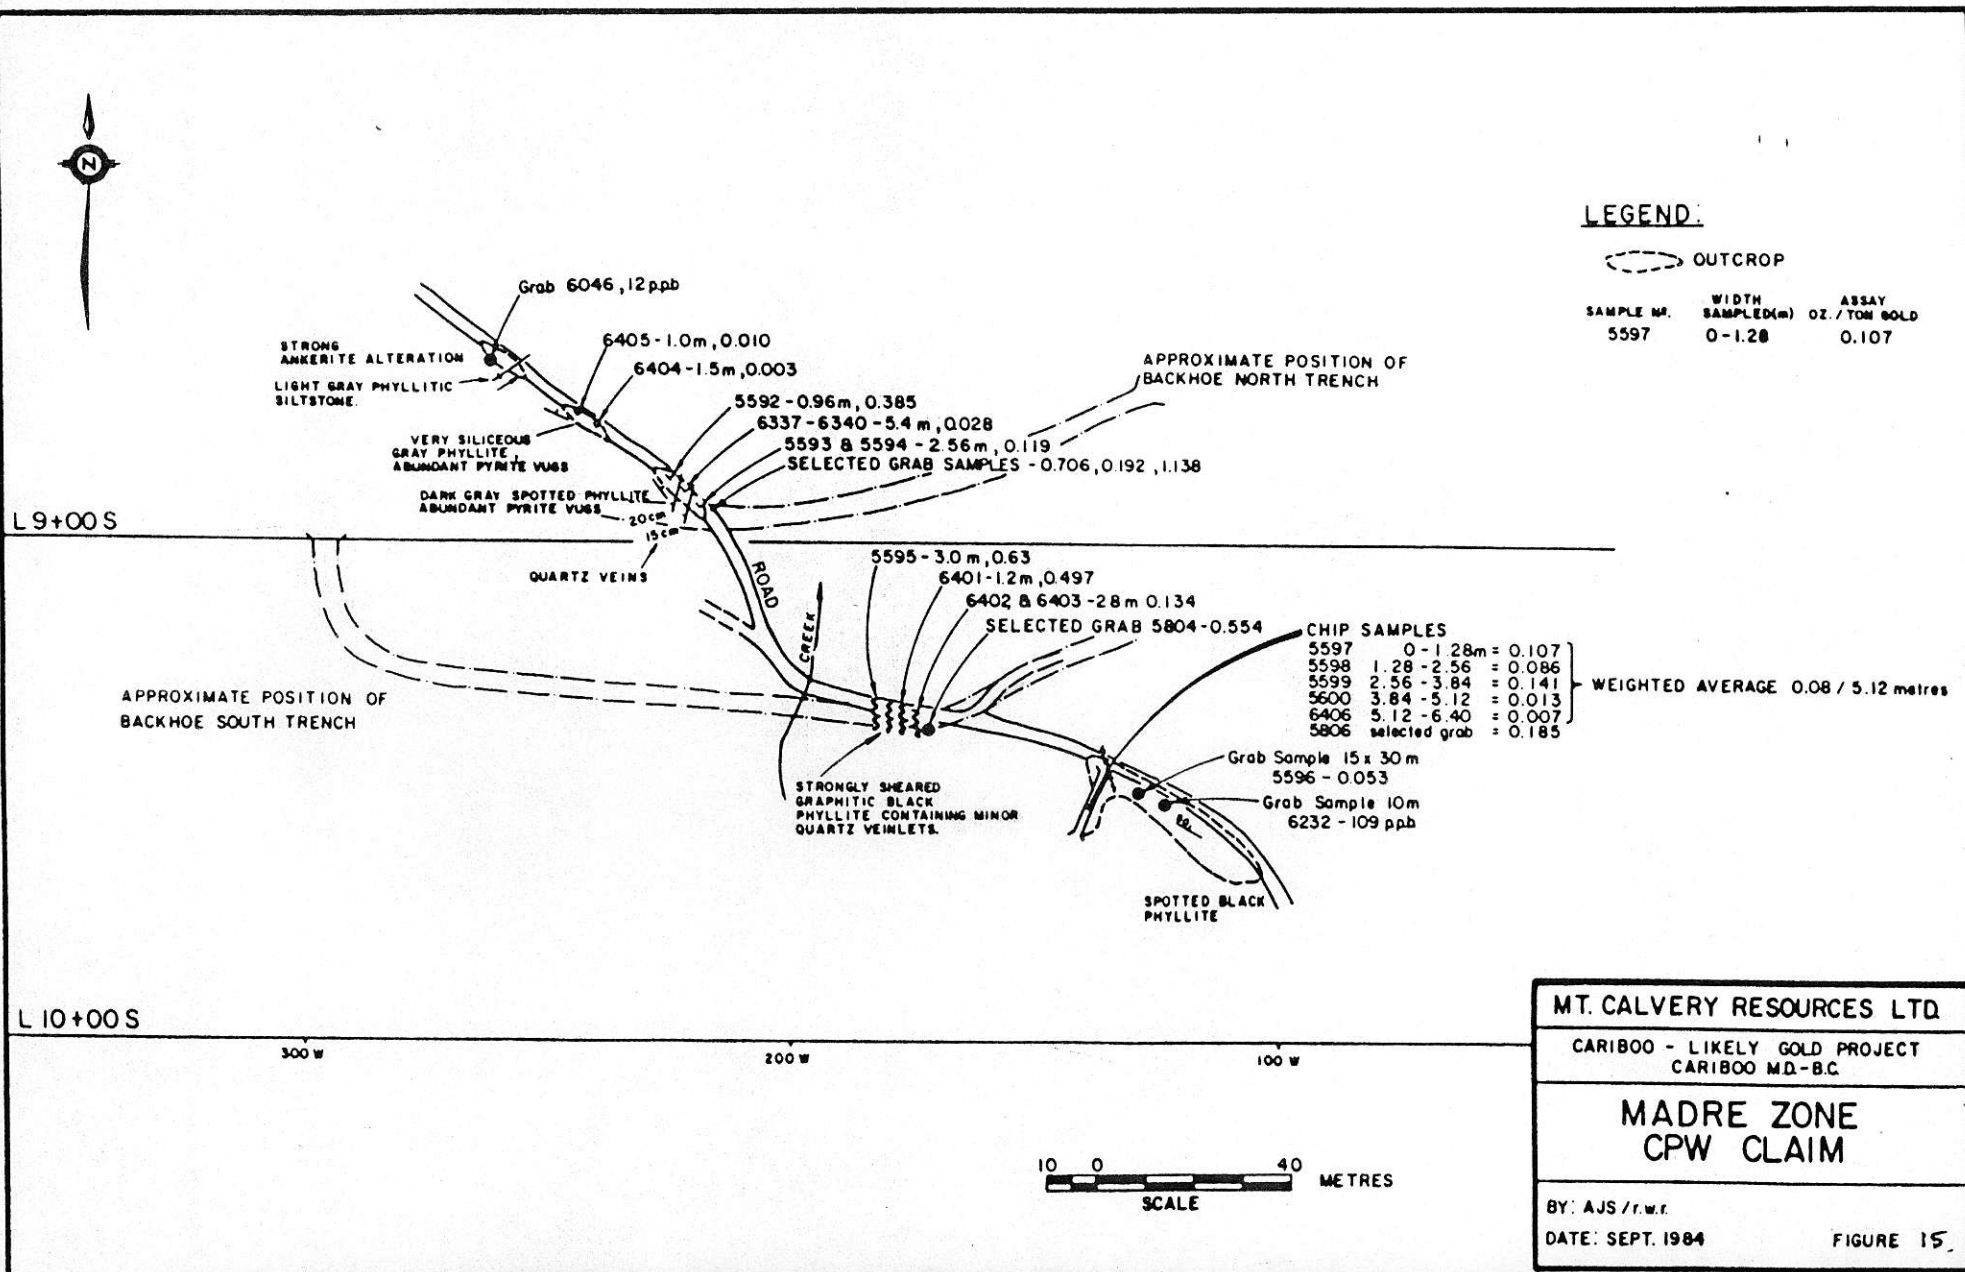 N
LEGEND:
OUTCROP
SAMPLE NR. WIDTH SAMPLED(m) ASSAY OZ./TON GOLD
5597 0-1.28 0.107
Grab 6046, 12 ppb
STRONG
ANKERITE ALTERATION
LIGHT GRAY PHYLLITIC
SILTSTONE.
6405-1.0m, 0.010
6404-1.5m, 0.003
APPROXIMATE POSITION OF
BACKHOE NORTH TRENCH
5592-0.96m, 0.385
6337-6340-5.4m, 0.028
5593 & 5594-2.56m, 0.119
SELECTED GRAB SAMPLES - 0.706, 0.192, 1.138
VERY SILICEOUS
GRAY PHYLLITE,
ABUNDANT PYRITE VUGS
DARK GRAY SPOTTED PHYLLITE
ABUNDANT PYRITE VUGS
20cm
15cm
QUARTZ VEINS
L 9+00 S
ROAD
CREEK
5595-3.0m, 0.63
6401-1.2m, 0.497
6402 & 6403-28m 0.134
SELECTED GRAB 5804-0.554
CHIP SAMPLES
5597 0-1.28m = 0.107
5598 1.28-2.56 = 0.086
5599 2.56-3.84 = 0.141
5600 3.84-5.12 = 0.013
6406 5.12-6.40 = 0.007
5806 selected grab = 0.185
WEIGHTED AVERAGE 0.08 / 5.12 metres
APPROXIMATE POSITION OF
BACKHOE SOUTH TRENCH
STRONGLY SHEARED
GRAPHITIC BLACK
PHYLLITE CONTAINING MINOR
QUARTZ VEINLETS.
Grab Sample 15 x 30 m
5596 - 0.053
Grab Sample 10m
6232 - 109 ppb
SPOTTED BLACK
PHYLLITE
L 10+00 S
300 W
200 W
100 W
10 0 40 METRES
SCALE
MT. CALVERY RESOURCES LTD.
CARIBOO - LIKELY GOLD PROJECT
CARIBOO M.D.-B.C.
MADRE ZONE
CPW CLAIM
BY: AJS / r.w.r.
DATE: SEPT. 1984
FIGURE 15.